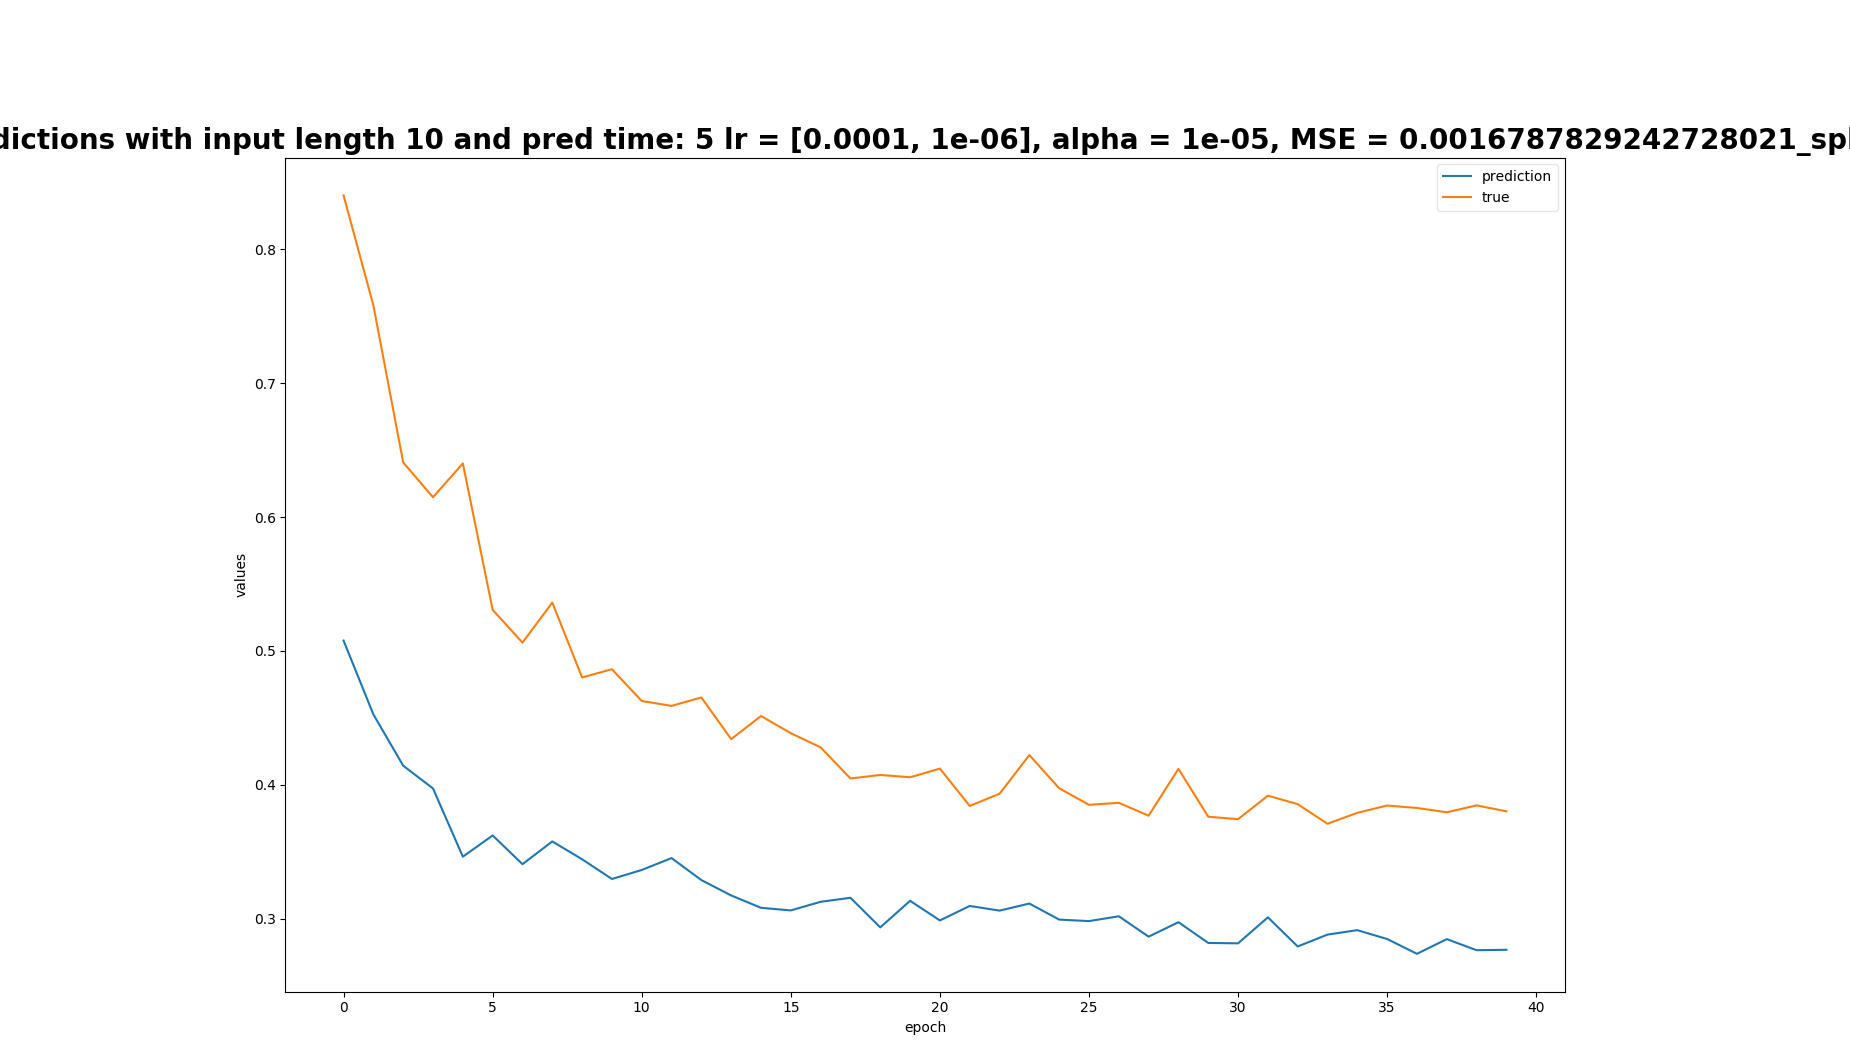 dictions with input length 10 and pred time: 5 lr = [0.0001, 1e-06], alpha = 1e-05, MSE = 0.0016787829242728021_spl
prediction
true
0.8
0.7
0.6
0.5
0.4
0.3
values
0 5 10 15 20 25 30 35 40
epoch